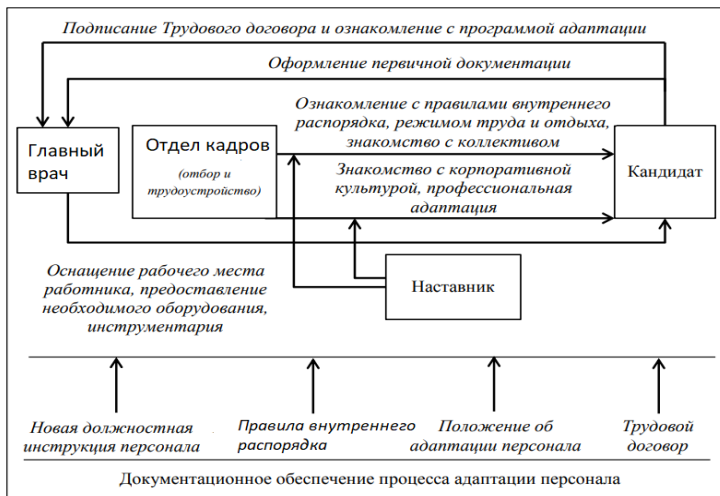 Подписание Трудового договора и ознакомление с программой адаптации
Оформление первичной документации
Ознакомление с правилами внутреннего
распорядка, режимом труда и отдыха,
знакомство с коллективом
Главный
врач
Отдел кадров
(отбор и
трудоустройство)
Знакомство с корпоративной
культурой, профессиональная
адаптация
Кандидат
Оснащение рабочего места
работника, предоставление
необходимого оборудования,
инструментария
Наставник
Новая должностная
инструкция персонала
Правила внутреннего
распорядка
Положение об
адаптации персонала
Трудовой
договор
Документационное обеспечение процесса адаптации персонала